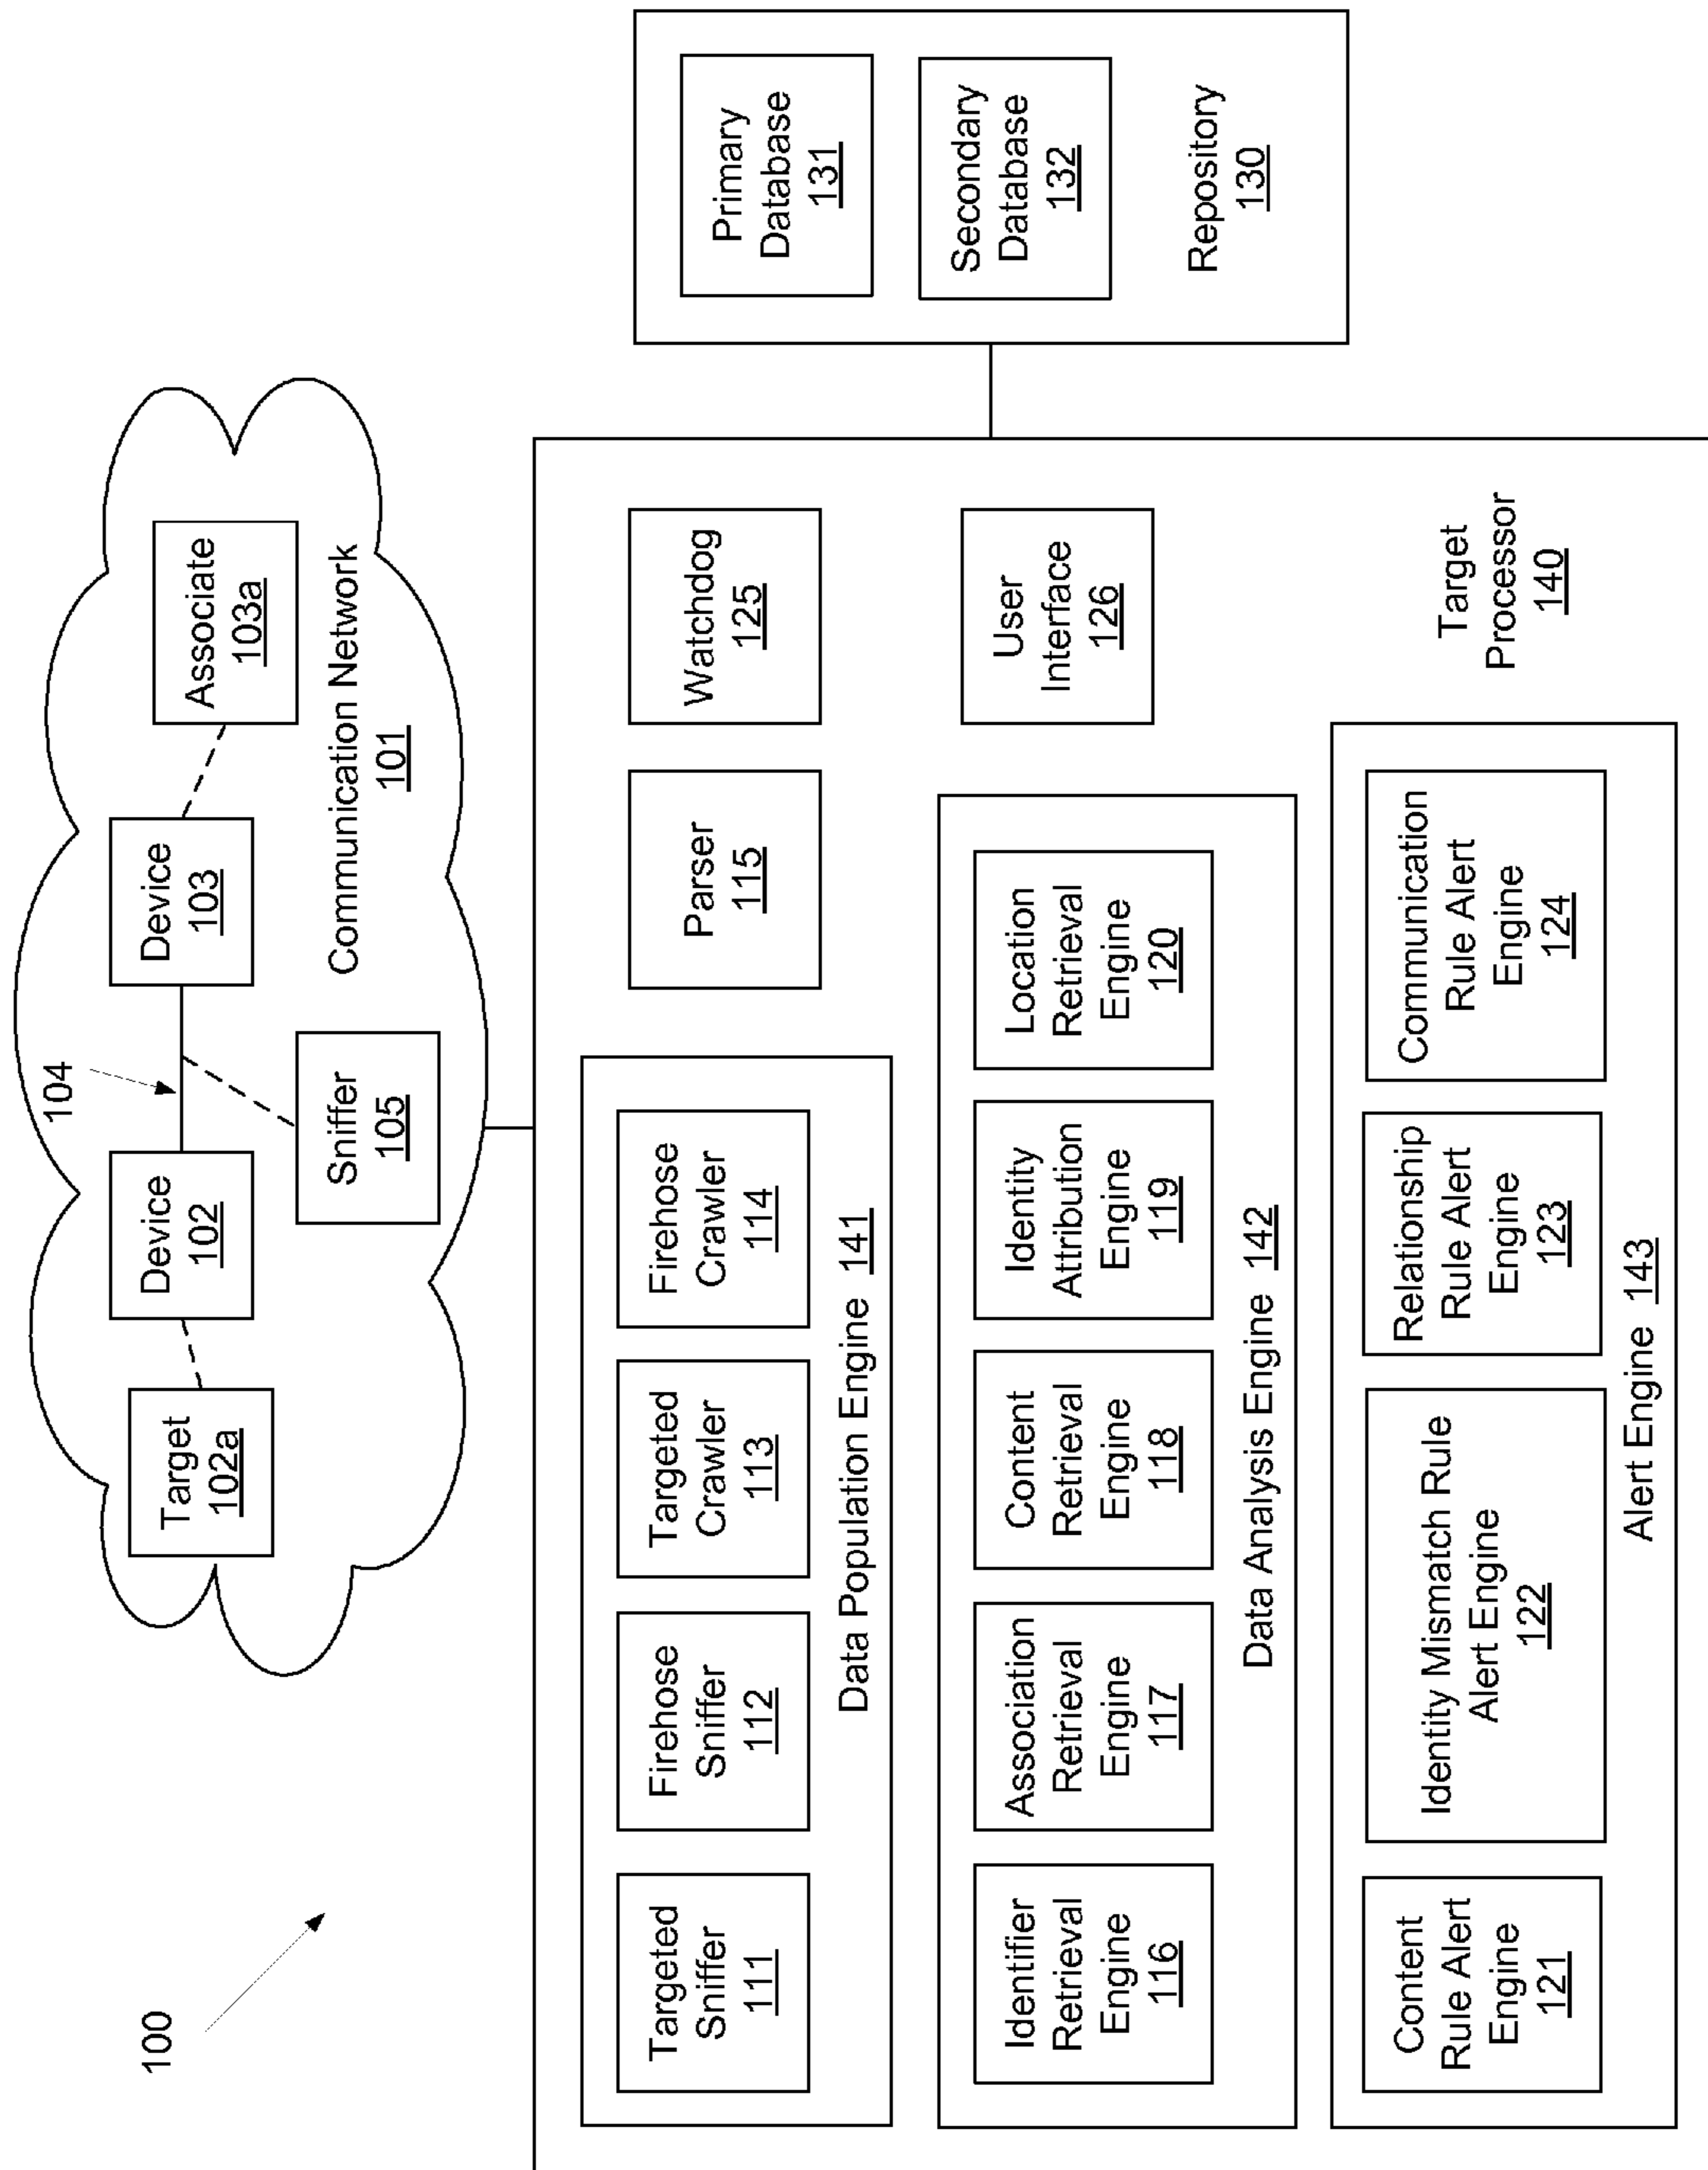 100
104
Target
102a
Device
102
Device
103
Associate
103a
Sniffer
105
Communication Network
101
Targeted
Sniffer
111
Firehose
Sniffer
112
Targeted
Crawler
113
Firehose
Crawler
114
Data Population Engine 141
Parser
115
Watchdog
125
Identifier
Retrieval
Engine
116
Association
Retrieval
Engine
117
Content
Retrieval
Engine
118
Identity
Attribution
Engine
119
Location
Retrieval
Engine
120
Data Analysis Engine 142
User
Interface
126
Content
Rule Alert
Engine
121
Identity Mismatch Rule
Alert Engine
122
Relationship
Rule Alert
Engine
123
Communication
Rule Alert
Engine
124
Alert Engine 143
Target
Processor
140
Primary
Database
131
Secondary
Database
132
Repository
130